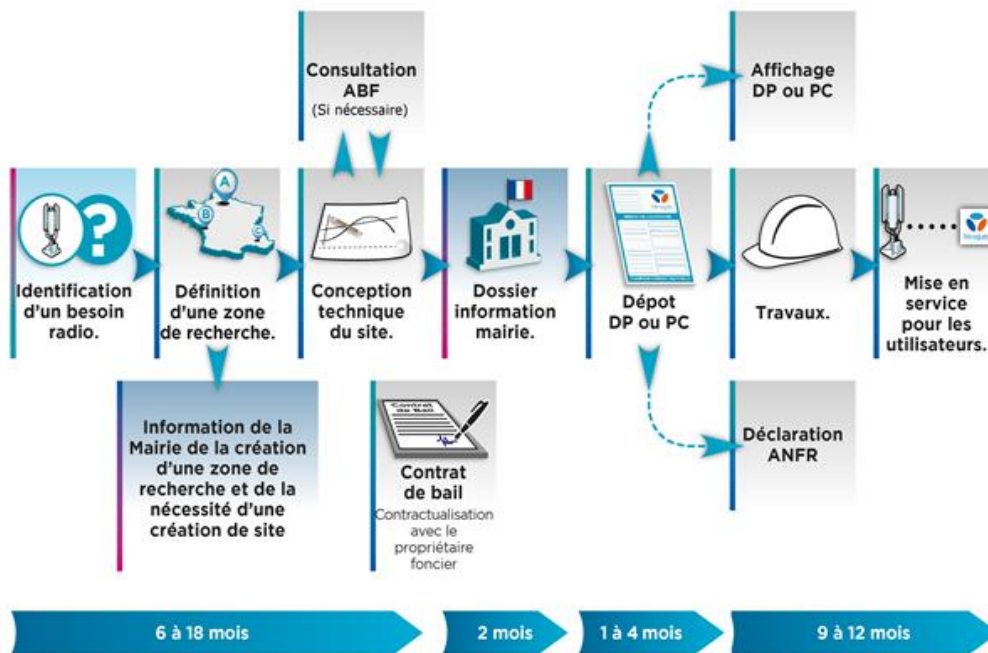 Consultation
ABF
(Si nécessaire)
Affichage
DP ou PC
A
B
C
?
Identification
d'un besoin
radio.
Définition
d'une zone
de recherche.
Conception
technique
du site.
Dossier
information
mairie.
Dépot
DP ou PC
Travaux.
Mise en
service
pour les
utilisateurs.
Information de la
Mairie de la création
d'une zone de
recherche et de la
nécessité d'une
création de site
Contrat
de Bail
Contrat
de bail
Contractualisation
avec le
propriétaire
foncier
Déclaration
ANFR
6 à 18 mois
2 mois
1 à 4 mois
9 à 12 mois